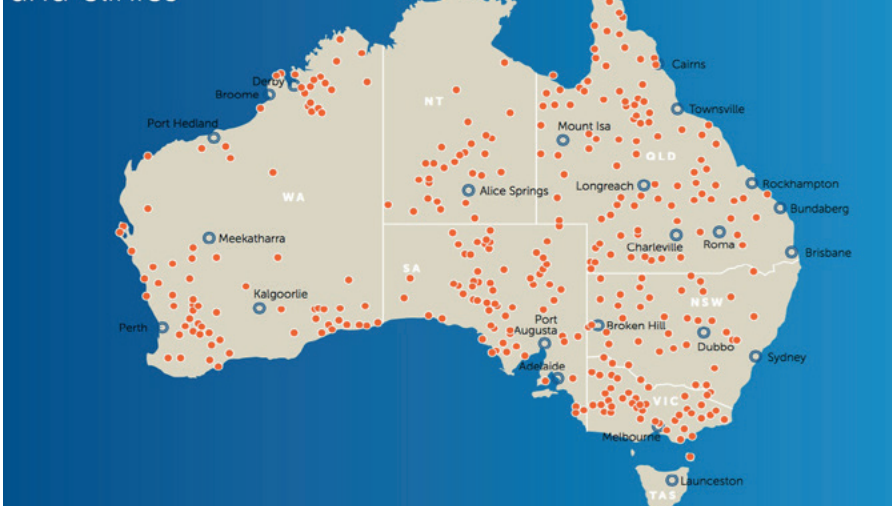 Cairns
Derby
Broome
NT
Townsville
Port Hedland
Mount Isa
QLD
Longreach
Rockhampton
Alice Springs
WA
Bundaberg
Meekatharra
Charleville
Roma
Brisbane
SA
Kalgoorlie
NSW
Port
Augusta
Perth
Broken Hill
Dubbo
Sydney
Adelaide
VIC
Melbourne
Launceston
TAS